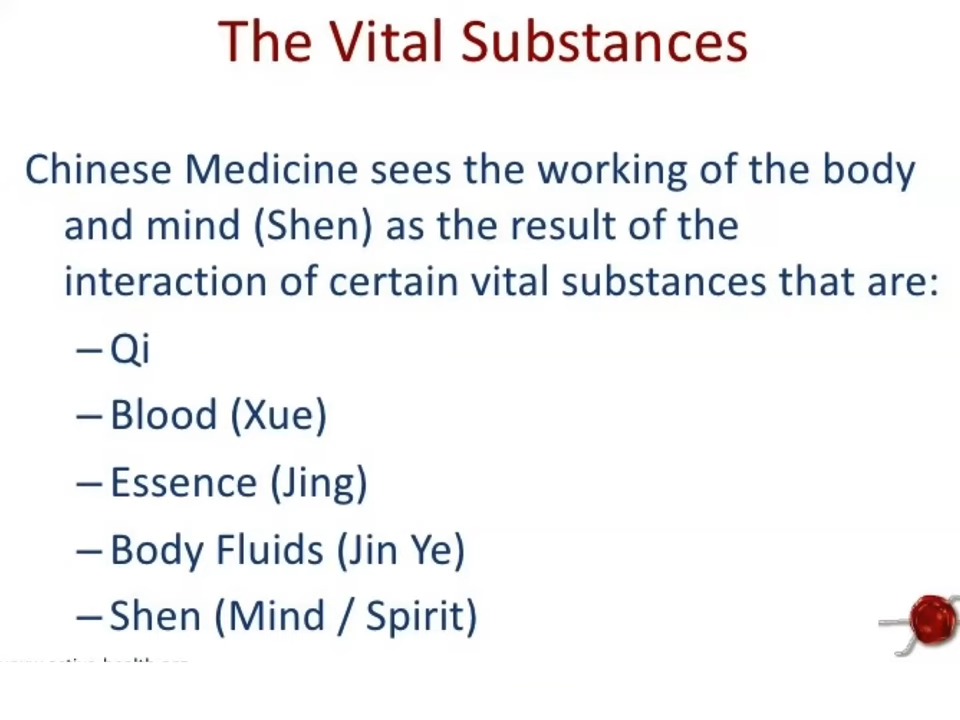 The Vital Substances
Chinese Medicine sees the working of the body
and mind (Shen) as the result of the
interaction of certain vital substances that are:
– Qi
– Blood (Xue)
– Essence (Jing)
– Body Fluids (Jin Ye)
– Shen (Mind / Spirit)